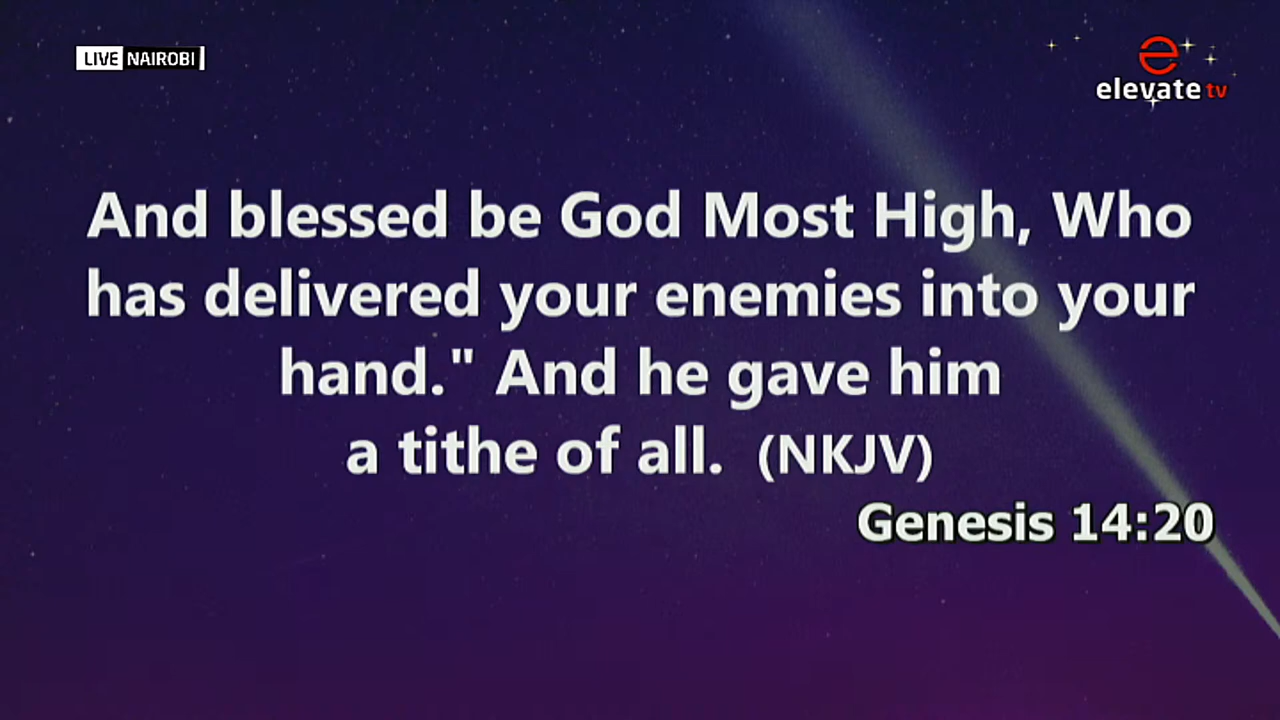 LIVE NAIROBI
e
elevate tv
And blessed be God Most High, Who
has delivered your enemies into your
hand." And he gave him
a tithe of all. (NKJV)
Genesis 14:20